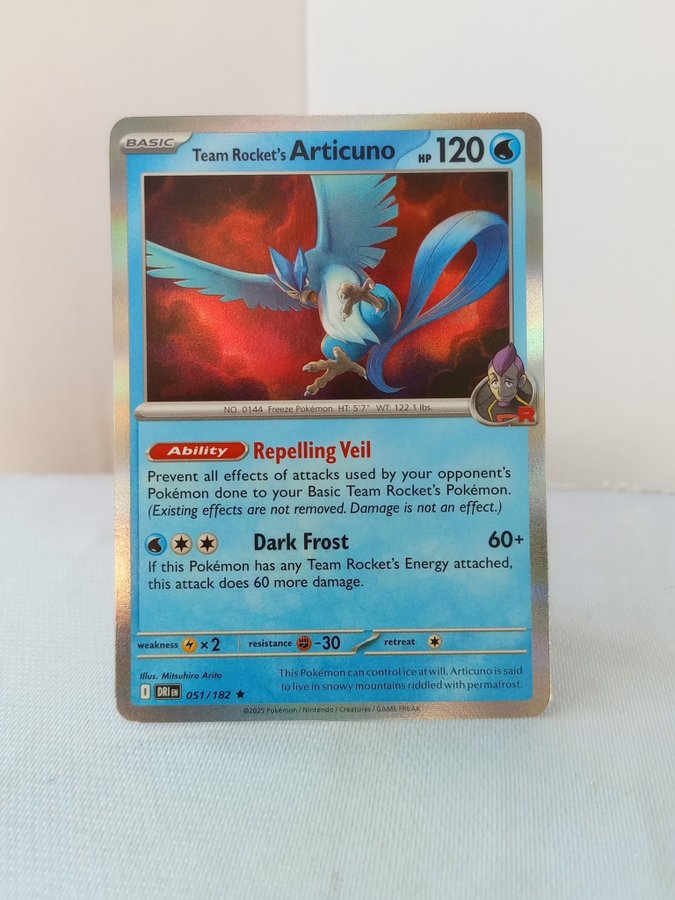 BASIC Team Rocket's Articuno HP 120
NO. 0144 Freeze Pokémon HT: 5'7" WT: 122.1 lbs.
R
Ability Repelling Veil
Prevent all effects of attacks used by your opponent's
Pokémon done to your Basic Team Rocket's Pokémon.
(Existing effects are not removed. Damage is not an effect.)
Dark Frost 60+
If this Pokémon has any Team Rocket's Energy attached,
this attack does 60 more damage.
weakness ×2 resistance -30 retreat
Illus. Mitsuhiro Arita
This Pokémon can control ice at will. Articuno is said
to live in snowy mountains riddled with permafrost.
I DRI EN 051/182
©2025 Pokémon / Nintendo / Creatures / GAME FREAK